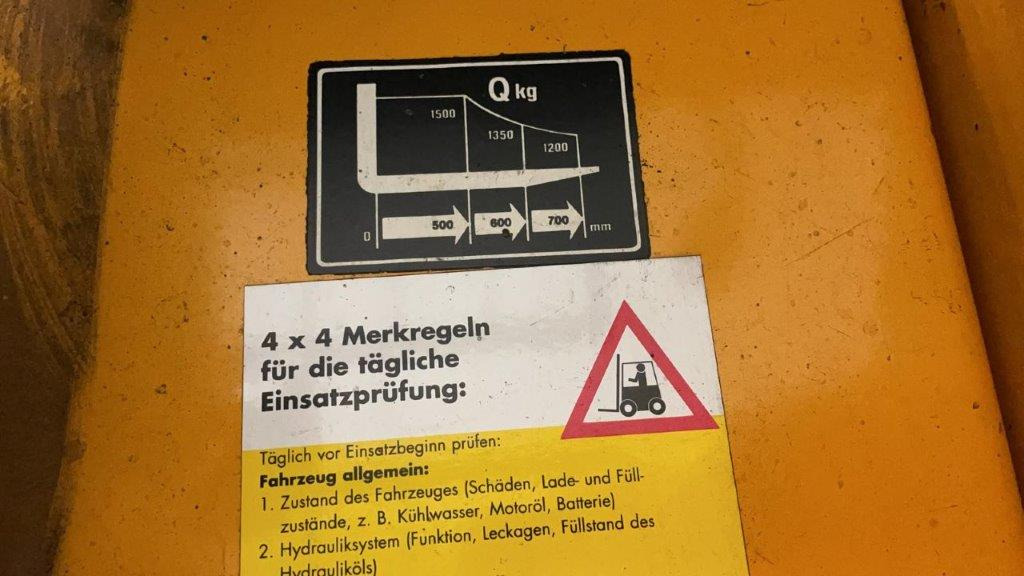 Q kg
1500
1350
1200
0 500 600 700 mm
4 x 4 Merkregeln
für die tägliche
Einsatzprüfung:
Täglich vor Einsatzbeginn prüfen:
Fahrzeug allgemein:
1. Zustand des Fahrzeuges (Schäden, Lade- und Füll-
zustände, z. B. Kühlwasser, Motoröl, Batterie)
2. Hydrauliksystem (Funktion, Leckagen, Füllstand des
Hydrauliköls)